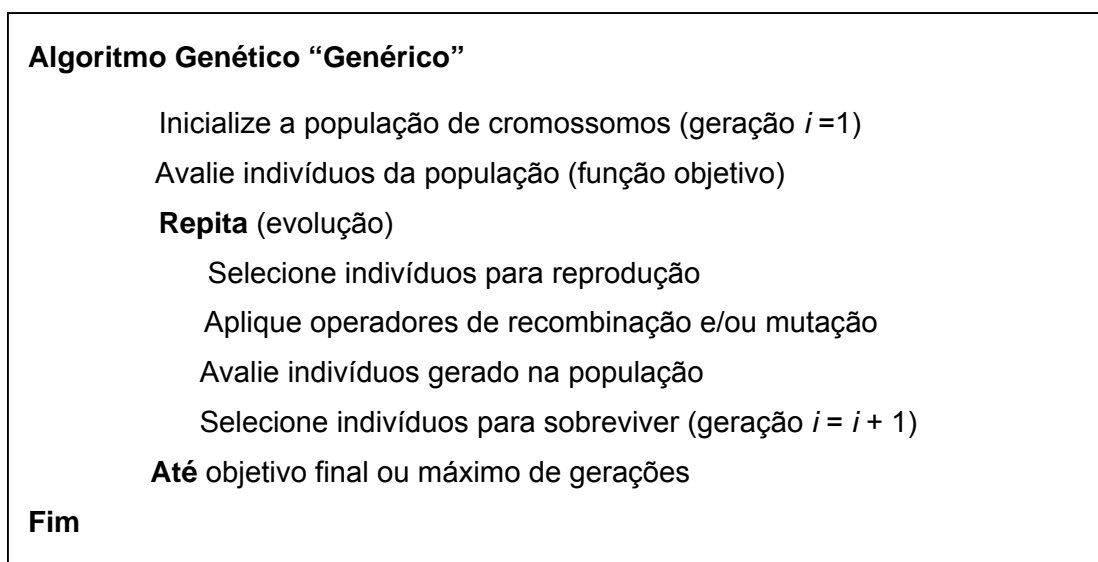 Algoritmo Genético “Genérico”
Inicialize a população de cromossomos (geração i =1)
Avalie indivíduos da população (função objetivo)
Repita (evolução)
Selecione indivíduos para reprodução
Aplique operadores de recombinação e/ou mutação
Avalie indivíduos gerado na população
Selecione indivíduos para sobreviver (geração i = i + 1)
Até objetivo final ou máximo de gerações
Fim